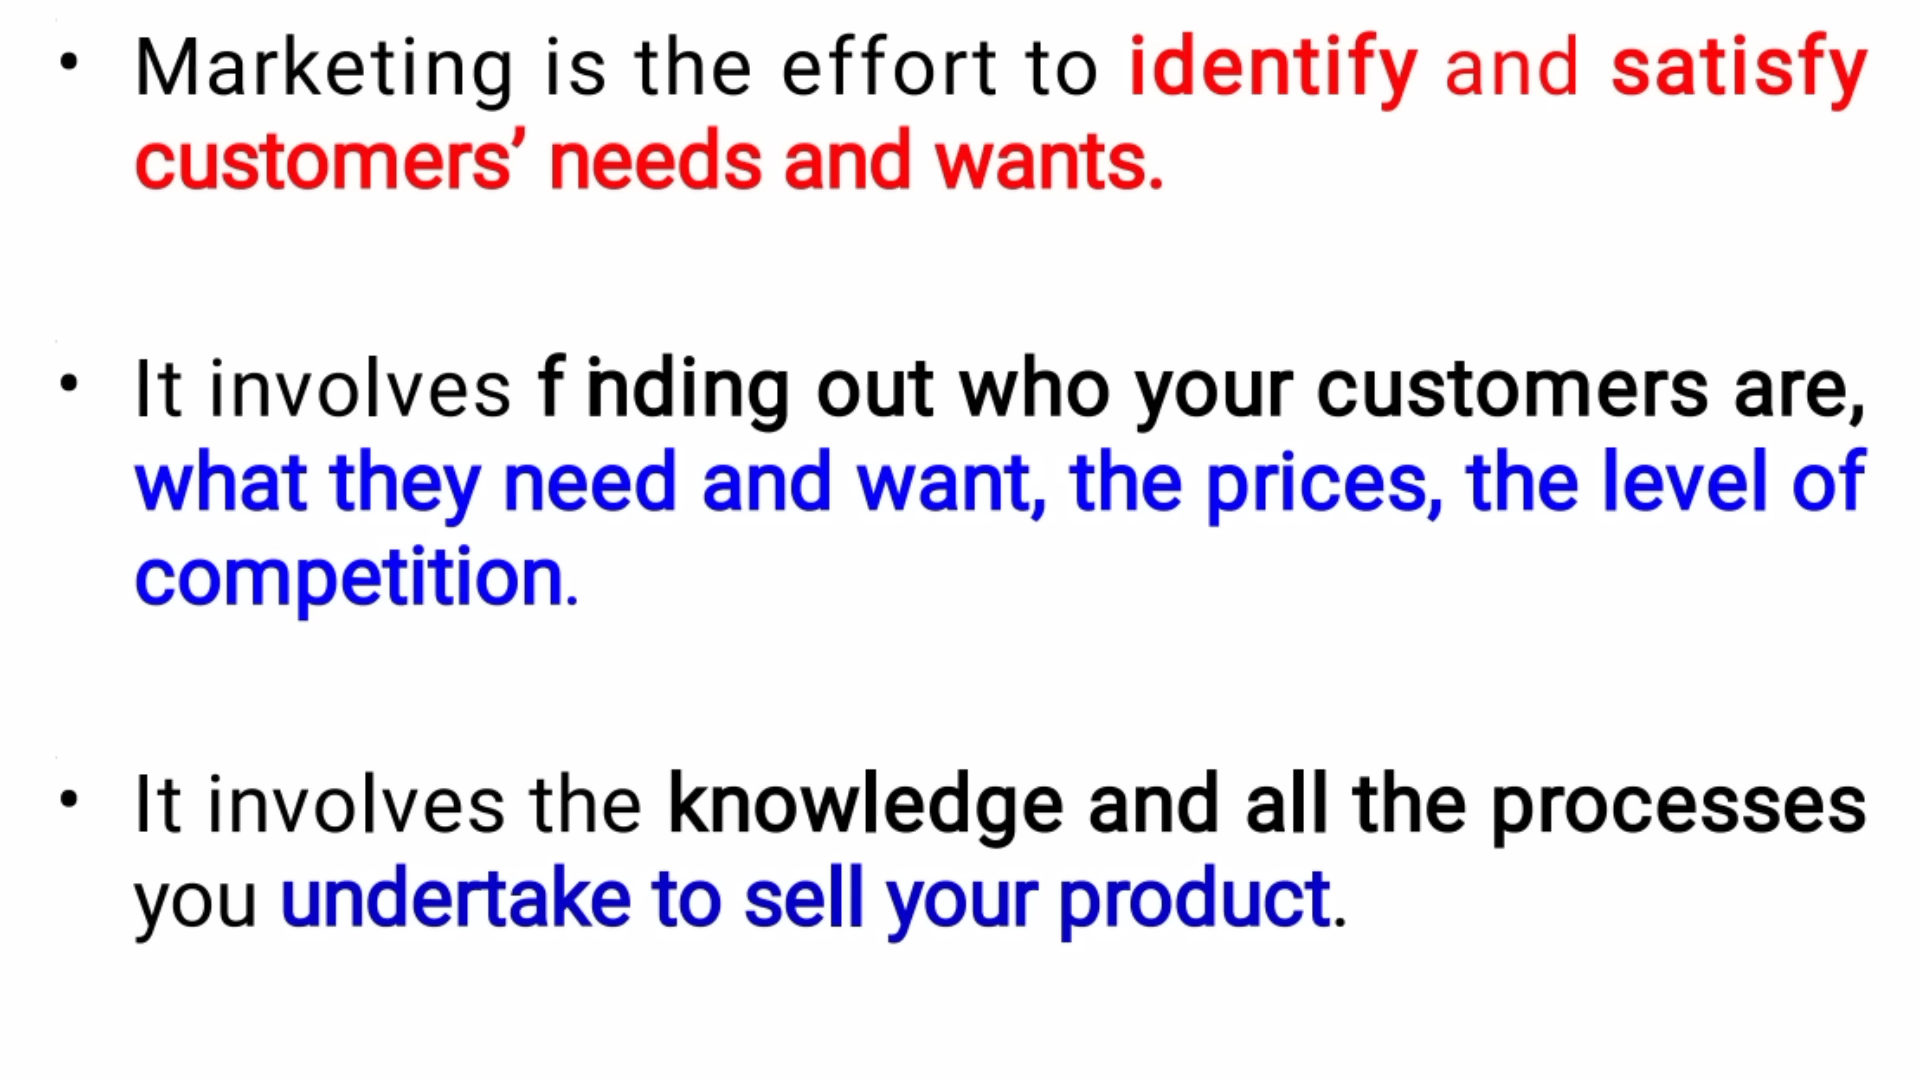 • Marketing is the effort to identify and satisfy
customers’ needs and wants.
• It involves finding out who your customers are,
what they need and want, the prices, the level of
competition.
• It involves the knowledge and all the processes
you undertake to sell your product.